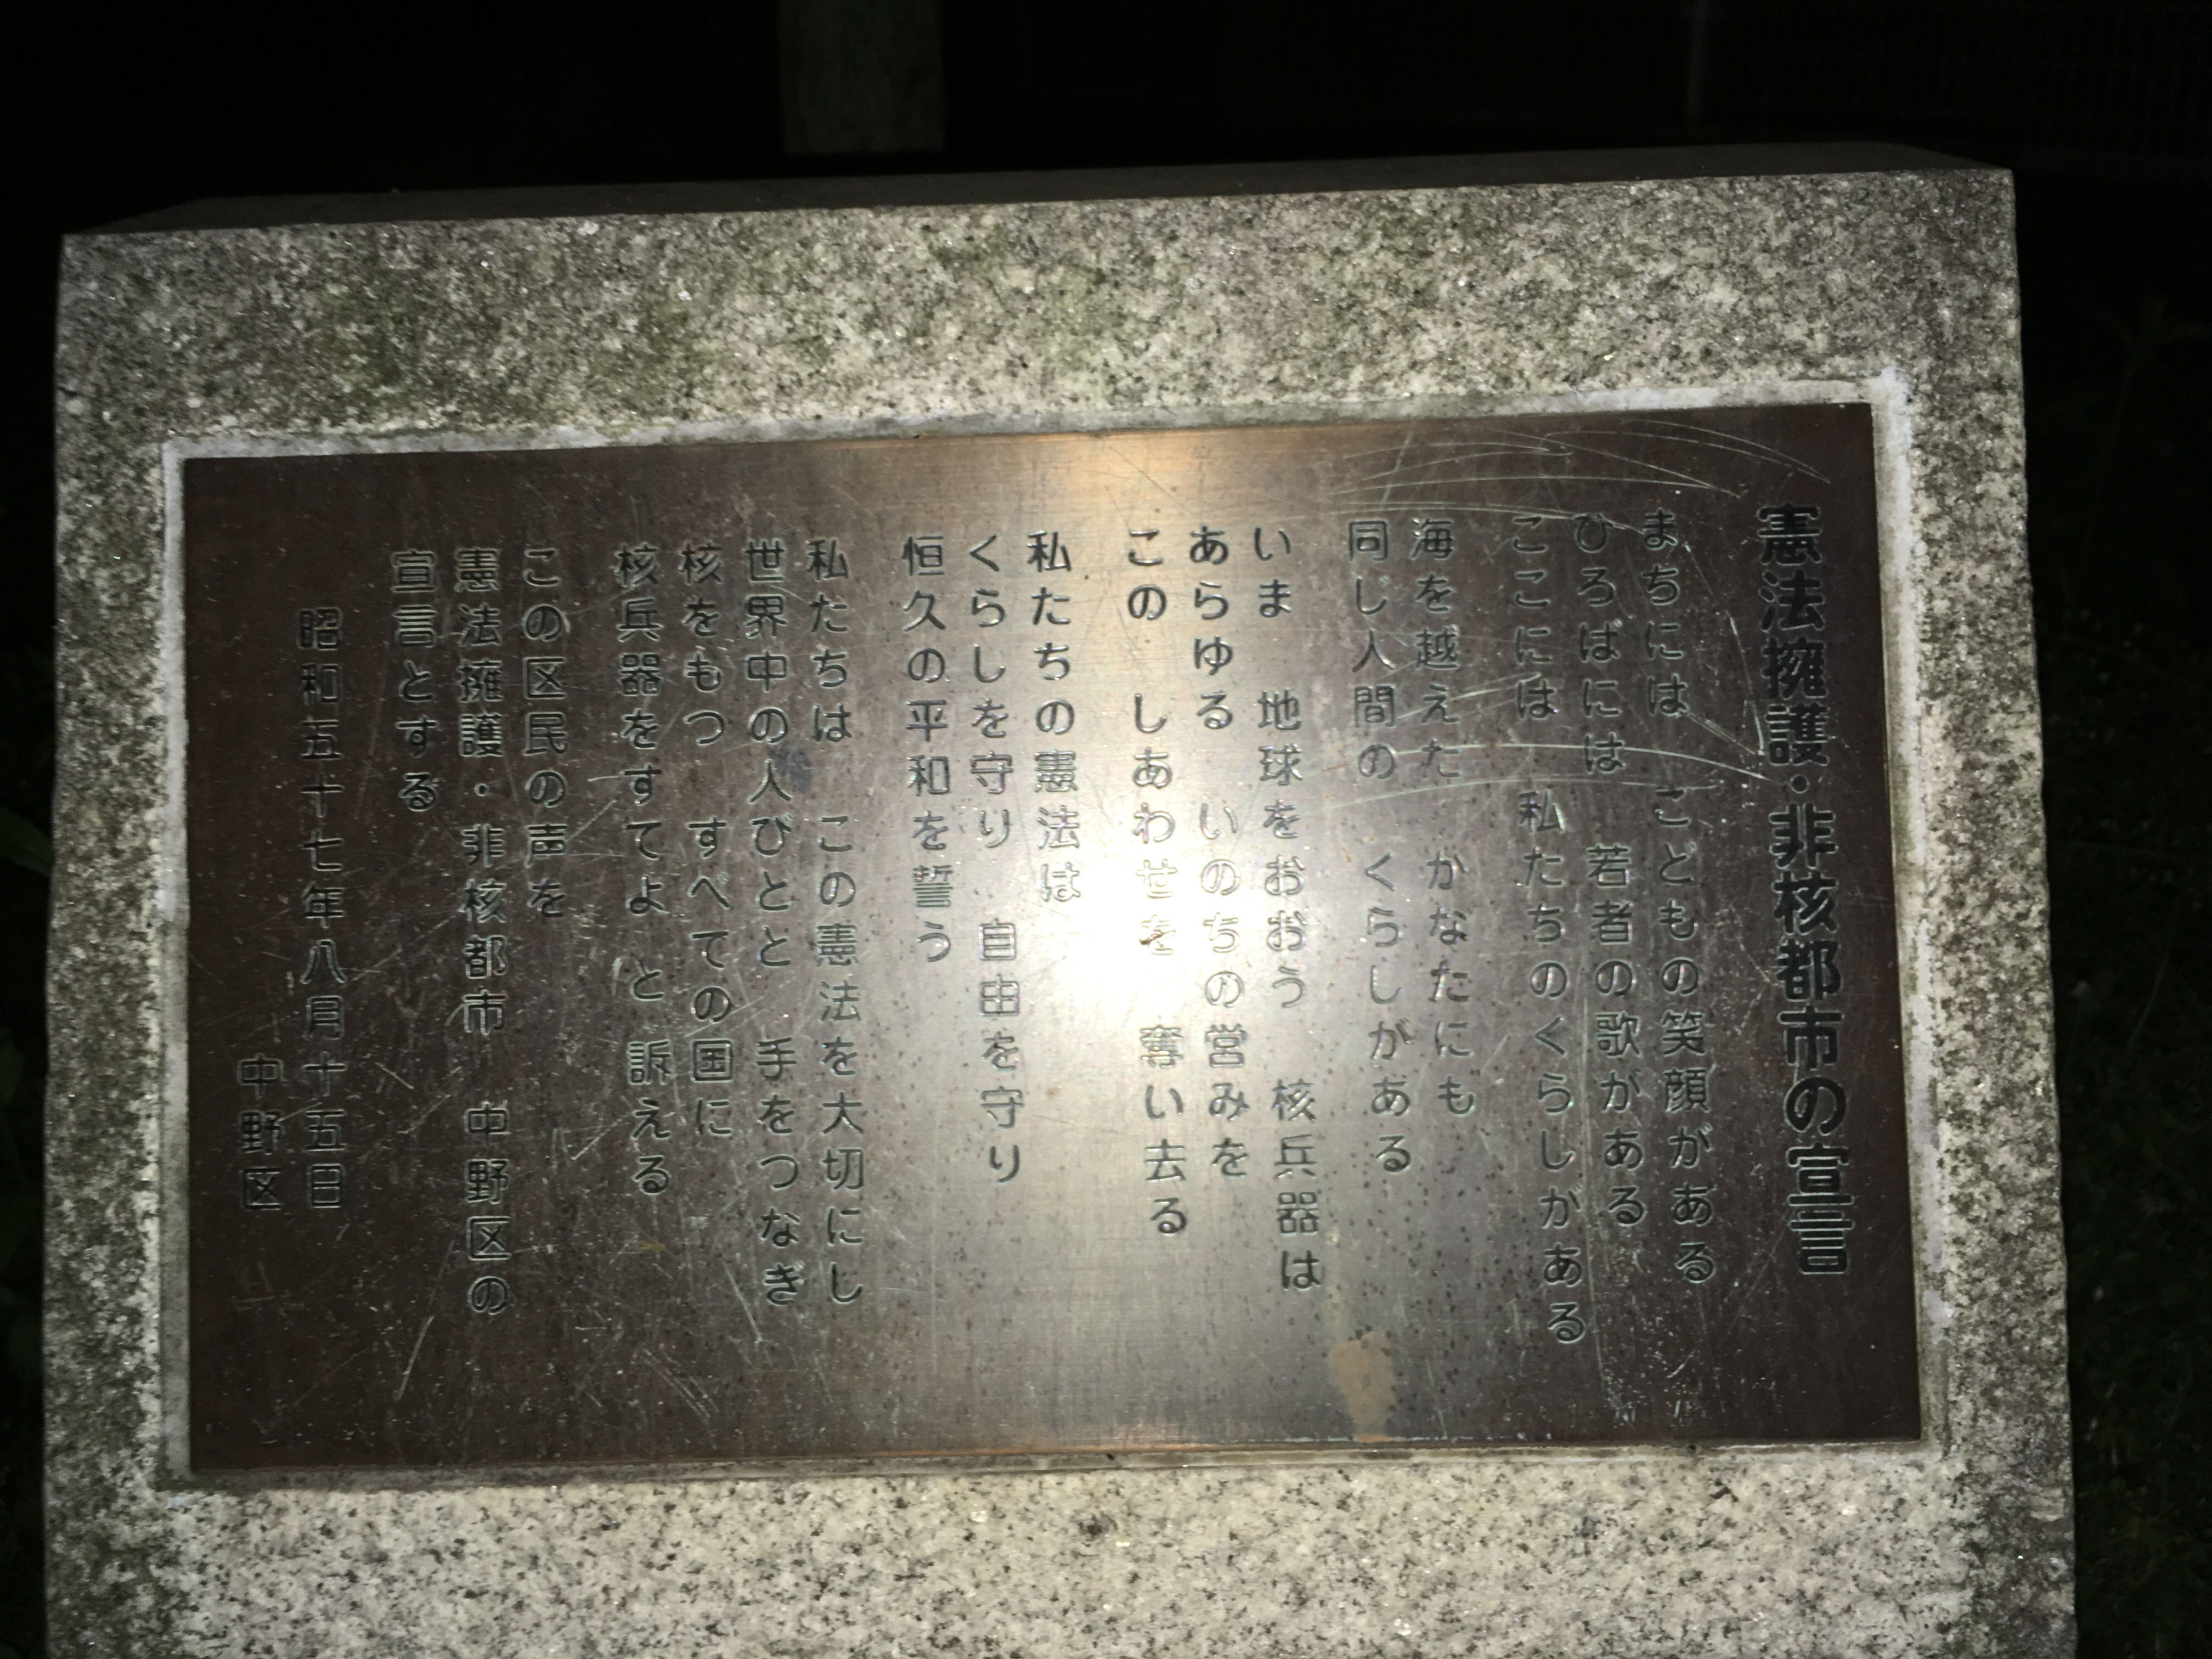 憲法擁護・非核都市の宣言
まちには　こどもの笑顔がある
ひろばには　若者の歌がある
ここには　私たちのくらしがある
海を越えた　かなたにも
同じ人間の　くらしがある
いま　地球をおおう　核兵器は
あらゆる　いのちの営みを
この　しあわせを　奪い去る
私たちの憲法は
くらしを守り　自由を守り
恒久の平和を誓う
私たちは　この憲法を大切にし
世界中の人びとと　手をつなぎ
核をもつ　すべての国に
核兵器をすてよ　と　訴える
この区民の声を
憲法擁護・非核都市　中野区の
宣言とする
昭和五十七年八月十五日
中野区